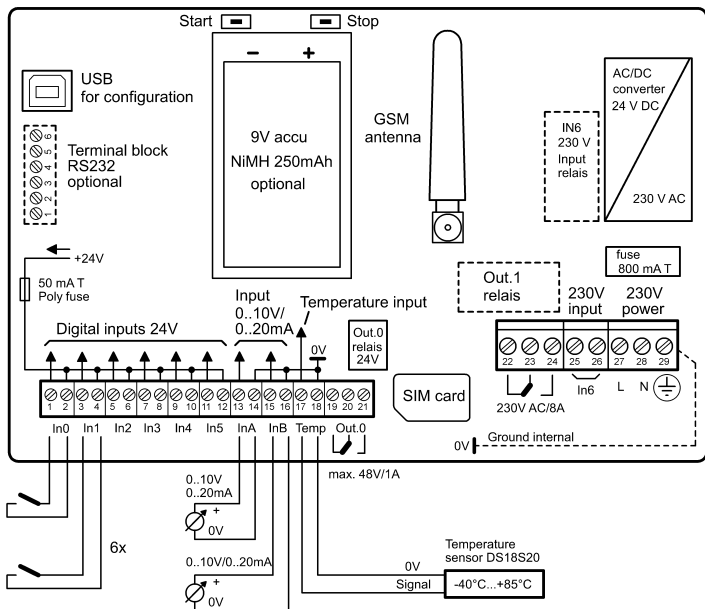 Start
Stop
− +
USB
for configuration
9V accu
NiMH 250mAh
optional
GSM
antenna
AC/DC
converter
24 V DC
230 V AC
IN6
230 V
Input
relais
6
5
4
3
2
1
Terminal block
RS232
optional
+24V
50 mA T
Poly fuse
Input
0..10V/
0..20mA
Temperature input
Digital inputs 24V
0V
Out.0
relais
24V
Out.1
relais
fuse
800 mA T
230V
input
230V
power
1 2 3 4 5 6 7 8 9 10 11 12 13 14 15 16 17 18 19 20 21
22 23 24 25 26 27 28 29
SIM card
In0 In1 In2 In3 In4 In5 InA InB Temp Out.0
230V AC/8A
In6
L N
0V
Ground internal
max. 48V/1A
0..10V
0..20mA
+
0V
6x
0..10V/0..20mA
+
0V
Temperature
sensor DS18S20
0V
Signal
-40°C...+85°C